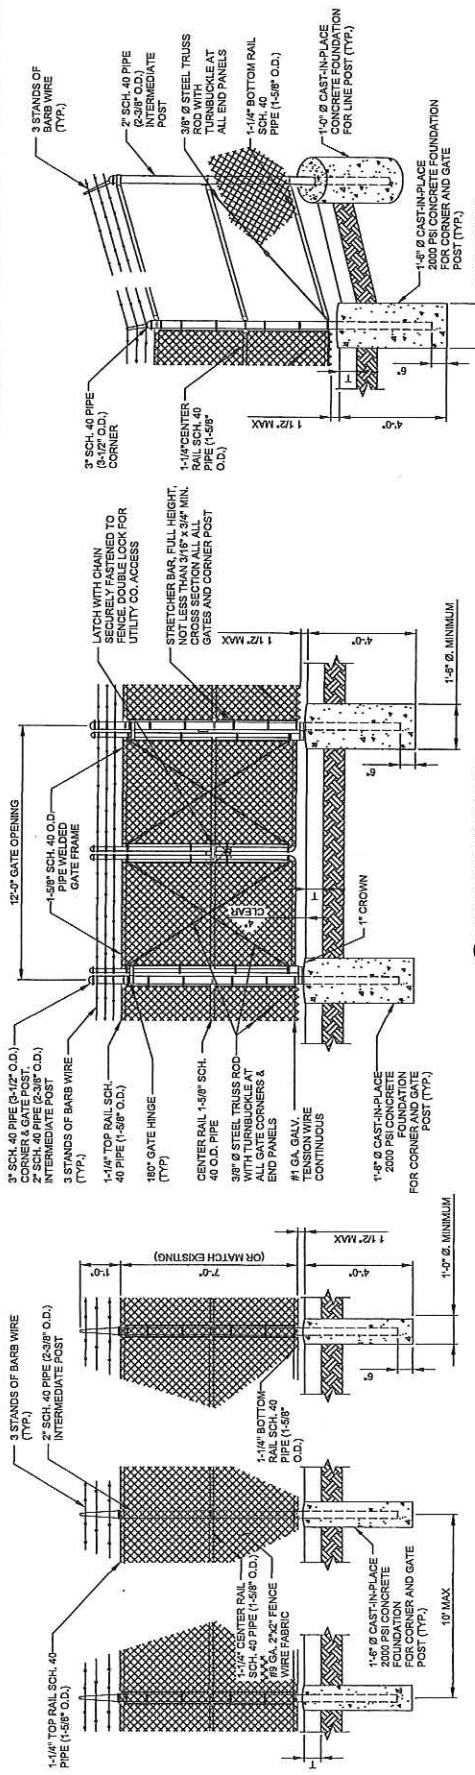 3 STANDS OF BARB WIRE
(TYP.)
2" SCH. 40 PIPE (2-3/8" O.D.)
INTERMEDIATE POST
1-1/4" TOP RAIL SCH. 40
PIPE (1-5/8" O.D.)
1'-0"
7'-0"
(OR MATCH EXISTING)
1 1/2" MAX
4'-0"
1'-0" Ø. MINIMUM
6"
1-1/4" BOTTOM
RAIL SCH. 40
PIPE (1-5/8"
O.D.)
1-1/4" CENTER RAIL
SCH. 40 PIPE (1-5/8" O.D.)
#9 GA. 2"x2" FENCE
WIRE FABRIC
1'-6" Ø CAST-IN-PLACE
2000 PSI CONCRETE
FOUNDATION
FOR CORNER AND GATE
POST (TYP.)
10' MAX
T
3" SCH. 40 PIPE (3-1/2" O.D.)
CORNER & GATE POST,
2" SCH. 40 PIPE (2-3/8" O.D.)
INTERMEDIATE POST
3 STANDS OF BARB WIRE
(TYP.)
1-1/4" TOP RAIL SCH.
40 PIPE (1-5/8" O.D.)
180° GATE HINGE
(TYP)
CENTER RAIL 1-5/8" SCH.
40 O.D. PIPE
3/8" Ø STEEL TRUSS ROD
WITH TURNBUCKLE AT
ALL GATE CORNERS &
END PANELS
#1 GA. GALV.
TENSION WIRE
CONTINUOUS
1'-6" Ø CAST-IN-PLACE
2000 PSI CONCRETE
FOUNDATION
FOR CORNER AND GATE
POST (TYP.)
12'-0" GATE OPENING
1-5/8" SCH. 40 O.D.
PIPE WELDED
GATE FRAME
CLEAR
T
1" CROWN
LATCH WITH CHAIN
SECURELY FASTENED TO
FENCE. DOUBLE LOCK FOR
UTILITY CO. ACCESS
STRETCHER BAR, FULL HEIGHT,
NOT LESS THAN 3/16" x 3/4" MIN.
CROSS SECTION ALL ALL
GATES AND CORNER POST
1 1/2" MAX
4'-0"
6"
1'-6" Ø. MINIMUM
3 STANDS OF
BARB WIRE
(TYP.)
2" SCH. 40 PIPE
(2-3/8" O.D.)
INTERMEDIATE
POST
3/8" Ø STEEL TRUSS
ROD WITH
TURNBUCKLE AT
ALL END PANELS
1-1/4" BOTTOM RAIL
SCH. 40
PIPE (1-5/8" O.D.)
3" SCH. 40 PIPE
(3-1/2" O.D.)
CORNER
1-1/4" CENTER
RAIL SCH. 40
PIPE (1-5/8"
O.D.)
1 1/2" MAX
4'-0"
T
6"
1'-0" Ø CAST-IN-PLACE
CONCRETE FOUNDATION
FOR LINE POST (TYP.)
1'-6" Ø CAST-IN-PLACE
2000 PSI CONCRETE FOUNDATION
FOR CORNER AND GATE
POST (TYP.)